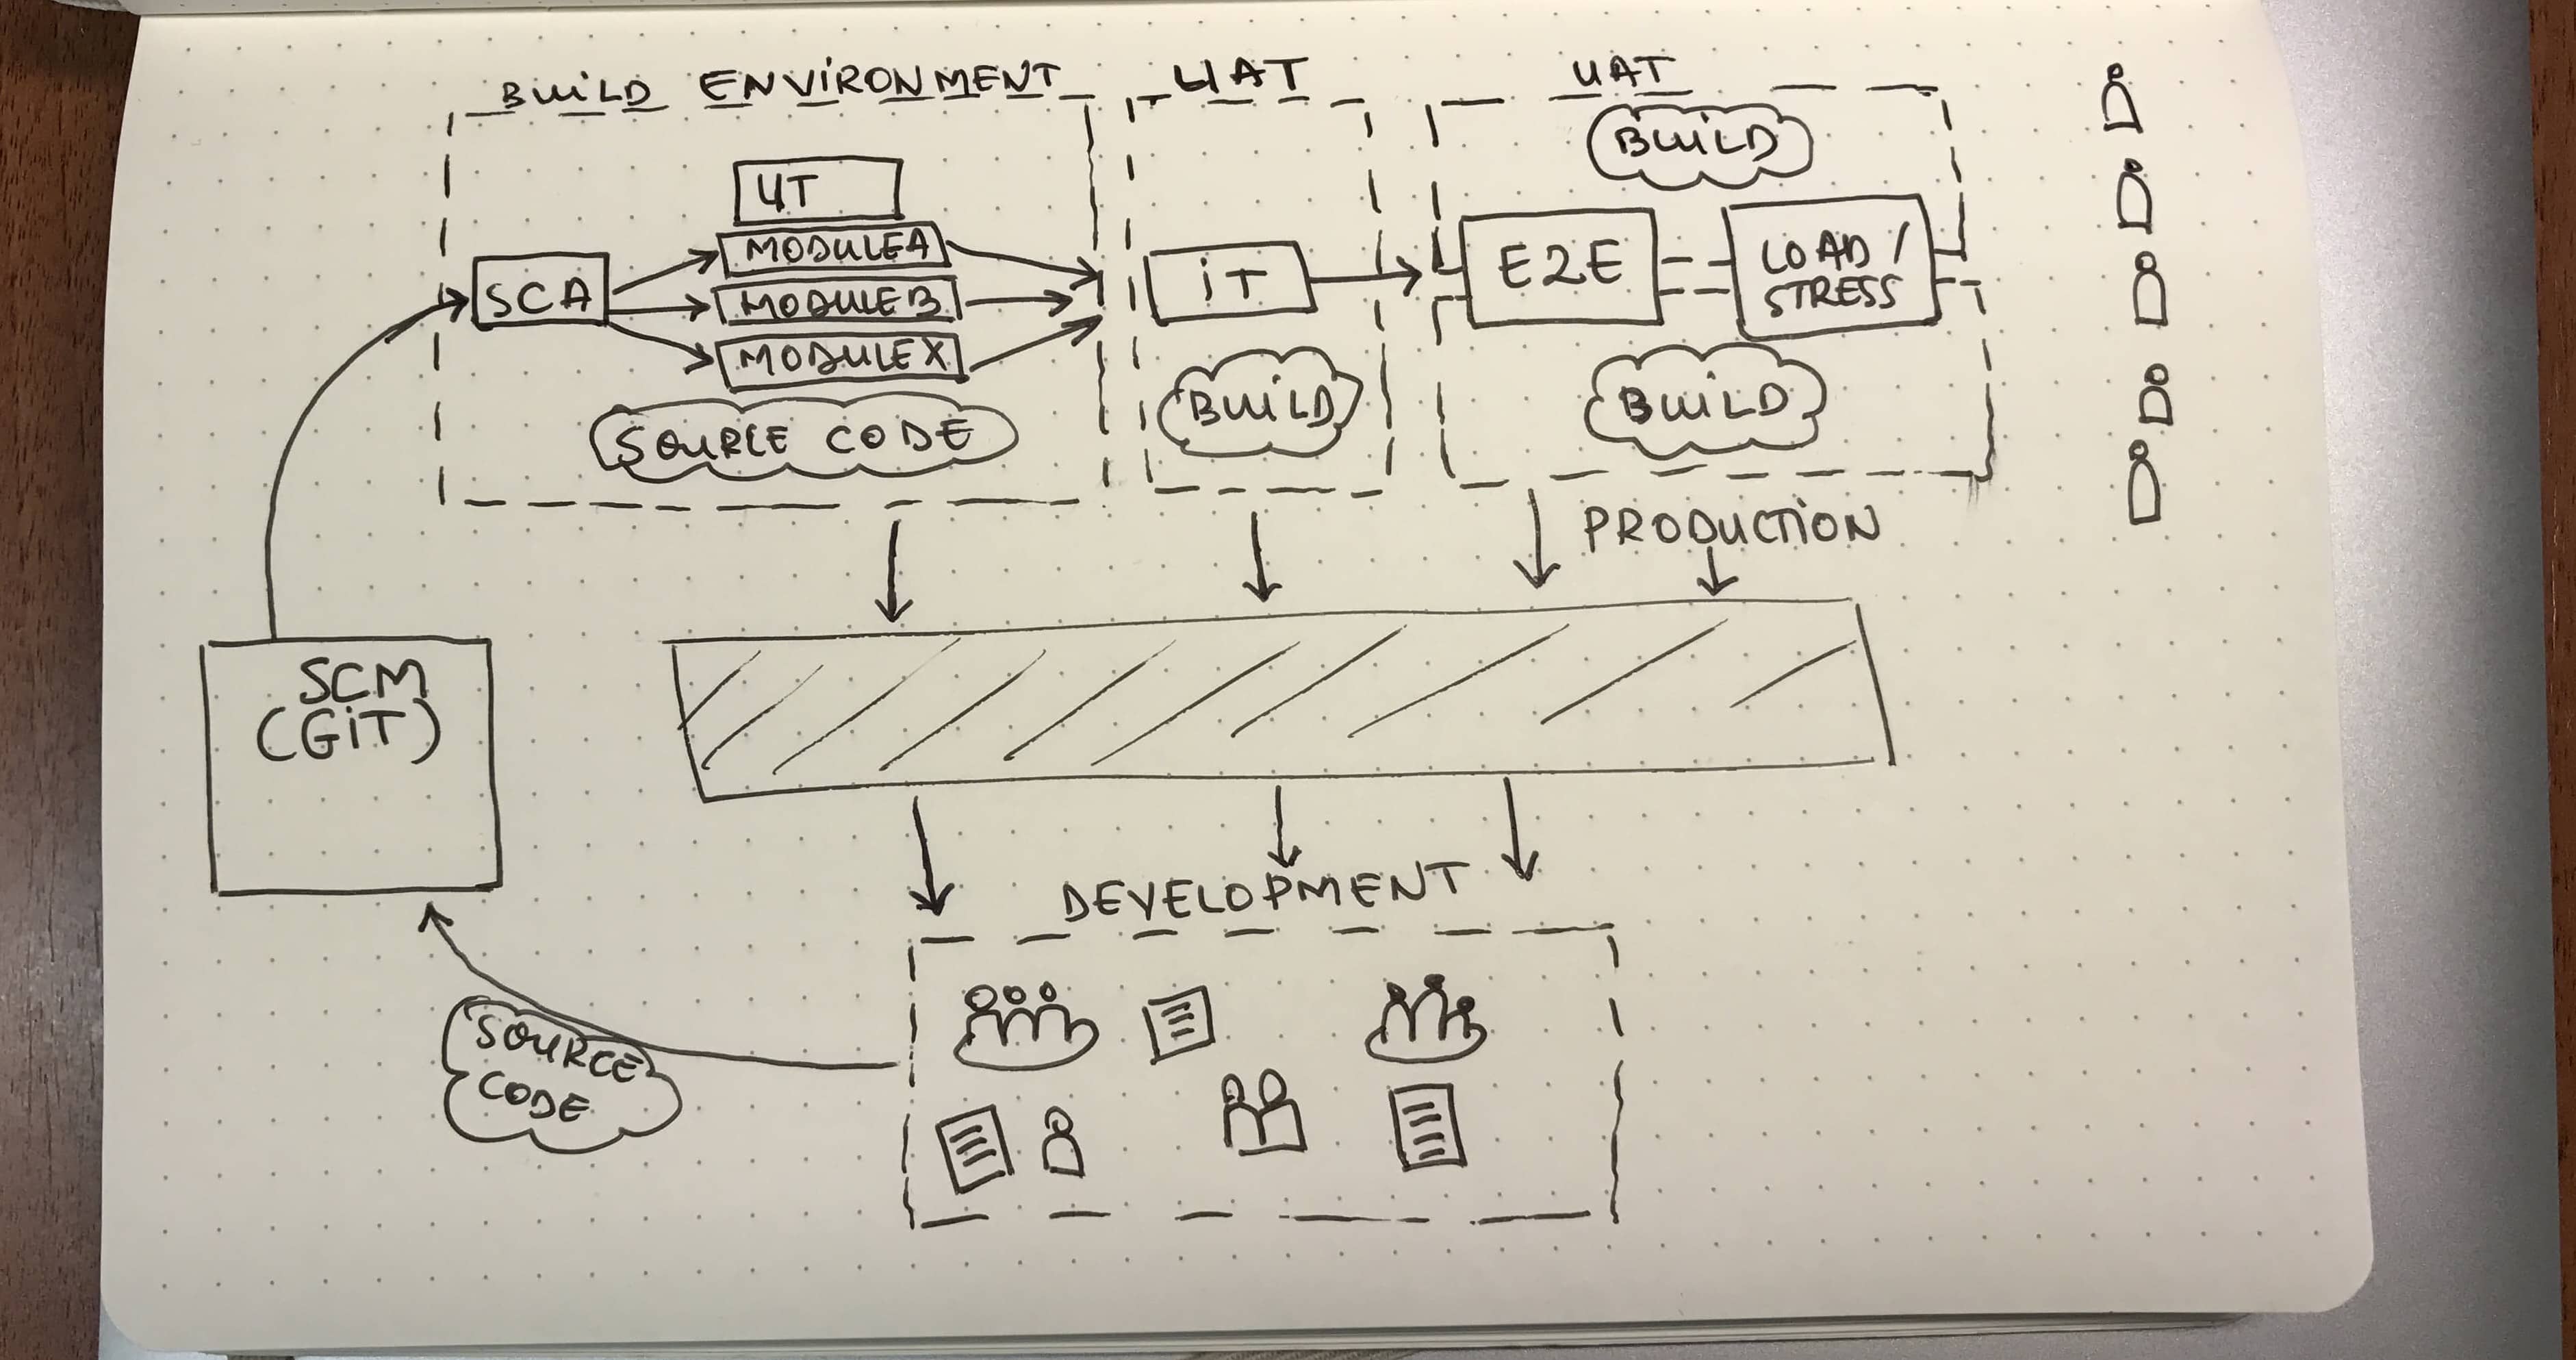 BUILD ENVIRONMENT
UAT
UAT
BUILD
UT
MODULEA
SCA
MODULEB
MODULEX
SOURCE CODE
IT
BUILD
E2E
LOAD /
STRESS
BUILD
PRODUCTION
SCM
(GIT)
DEVELOPMENT
SOURCE
CODE